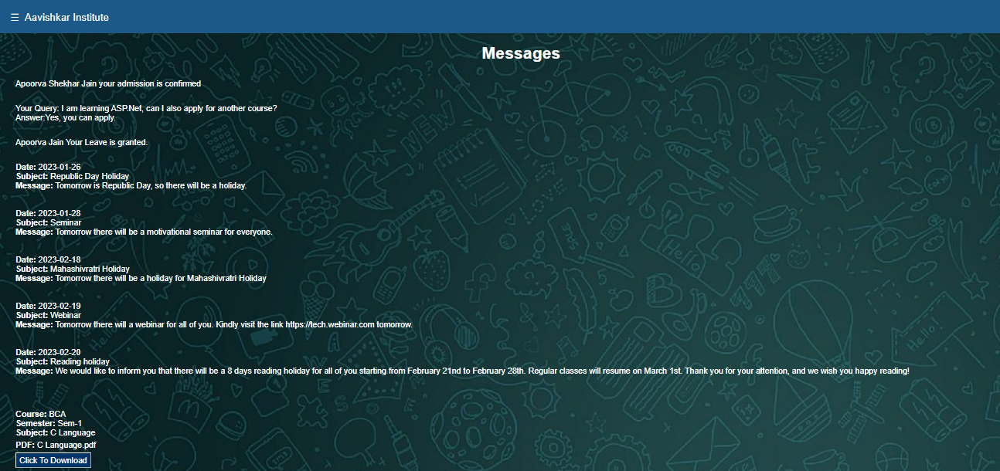 ☰ Aavishkar Institute
Messages
Apoorva Shekhar Jain your admission is confirmed
Your Query: I am learning ASP.Net, can I also apply for another course?
Answer:Yes, you can apply.
Apoorva Jain Your Leave is granted.
Date: 2023-01-26
Subject: Republic Day Holiday
Message: Tomorrow is Republic Day, so there will be a holiday.
Date: 2023-01-28
Subject: Seminar
Message: Tomorrow there will be a motivational seminar for everyone.
Date: 2023-02-18
Subject: Mahashivratri Holiday
Message: Tomorrow there will be a holiday for Mahashivratri Holiday
Date: 2023-02-19
Subject: Webinar
Message: Tomorrow there will a webinar for all of you. Kindly visit the link https://tech.webinar.com tomorrow.
Date: 2023-02-20
Subject: Reading holiday
Message: We would like to inform you that there will be a 8 days reading holiday for all of you starting from February 21nd to February 28th. Regular classes will resume on March 1st. Thank you for your attention, and we wish you happy reading!
Course: BCA
Semester: Sem-1
Subject: C Language
PDF: C Language.pdf
Click To Download